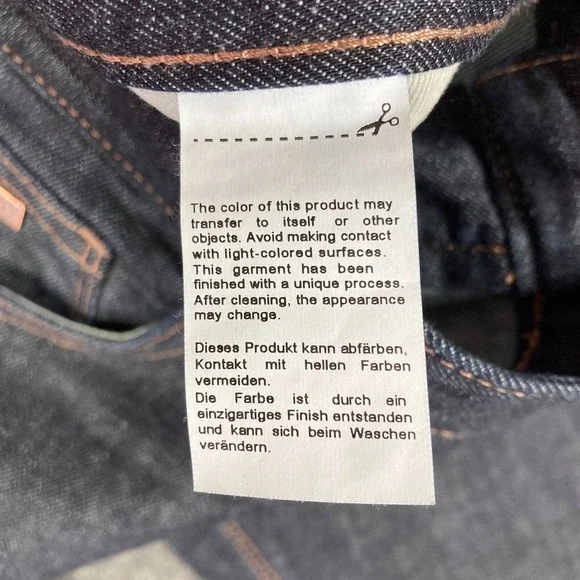 The color of this product may
transfer to itself or other
objects. Avoid making contact
with light-colored surfaces.
This garment has been
finished with a unique process.
After cleaning, the appearance
may change.
Dieses Produkt kann abfärben,
Kontakt mit hellen Farben
vermeiden.
Die Farbe ist durch ein
einzigartiges Finish entstanden
und kann sich beim Waschen
verändern.